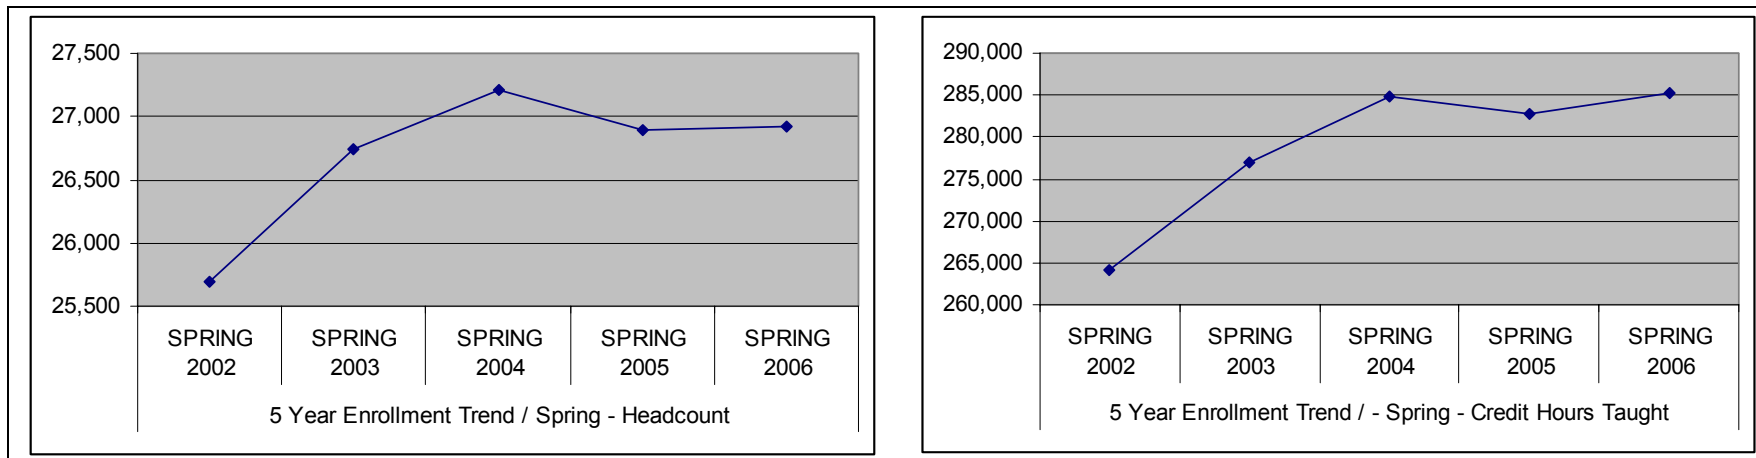 27,500
27,000
26,500
26,000
25,500
SPRING 2002
SPRING 2003
SPRING 2004
SPRING 2005
SPRING 2006
5 Year Enrollment Trend / Spring - Headcount
290,000
285,000
280,000
275,000
270,000
265,000
260,000
SPRING 2002
SPRING 2003
SPRING 2004
SPRING 2005
SPRING 2006
5 Year Enrollment Trend / - Spring - Credit Hours Taught